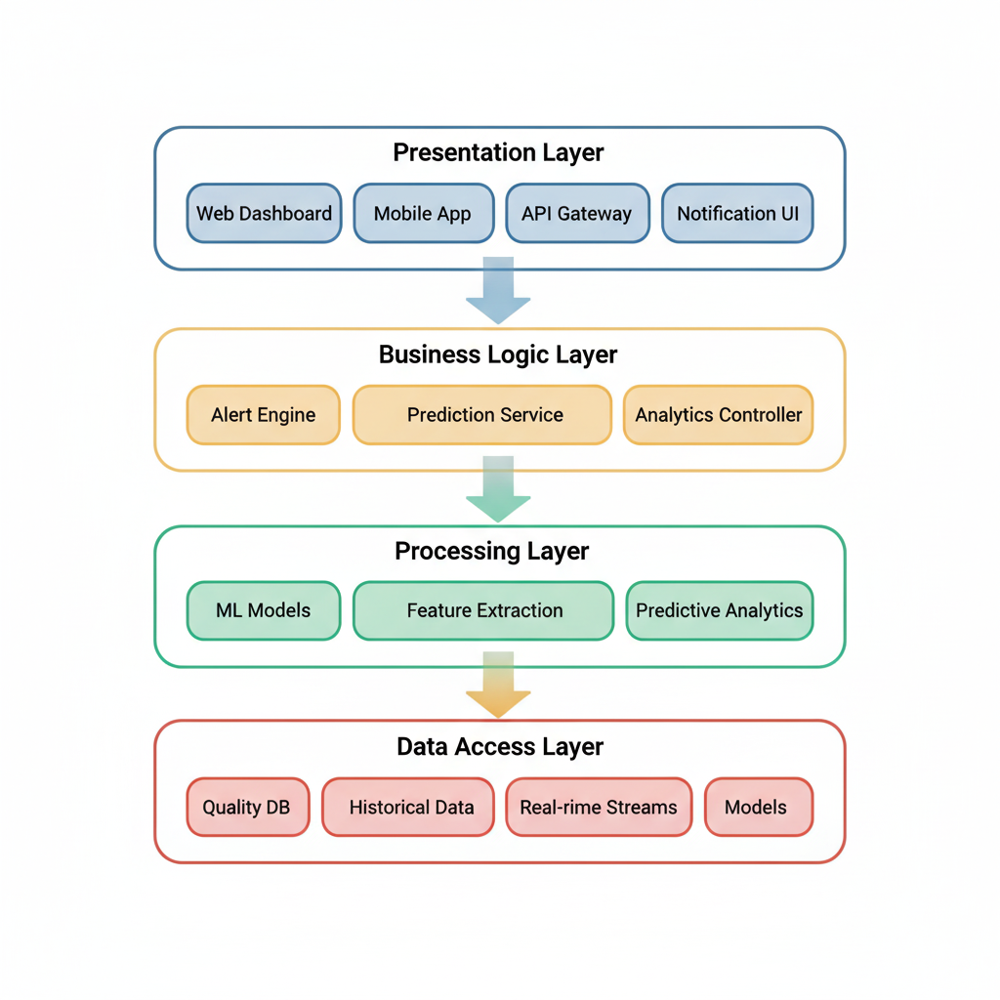 Presentation Layer
Web Dashboard
Mobile App
API Gateway
Notification UI
Business Logic Layer
Alert Engine
Prediction Service
Analytics Controller
Processing Layer
ML Models
Feature Extraction
Predictive Analytics
Data Access Layer
Quality DB
Historical Data
Real-rime Streams
Models